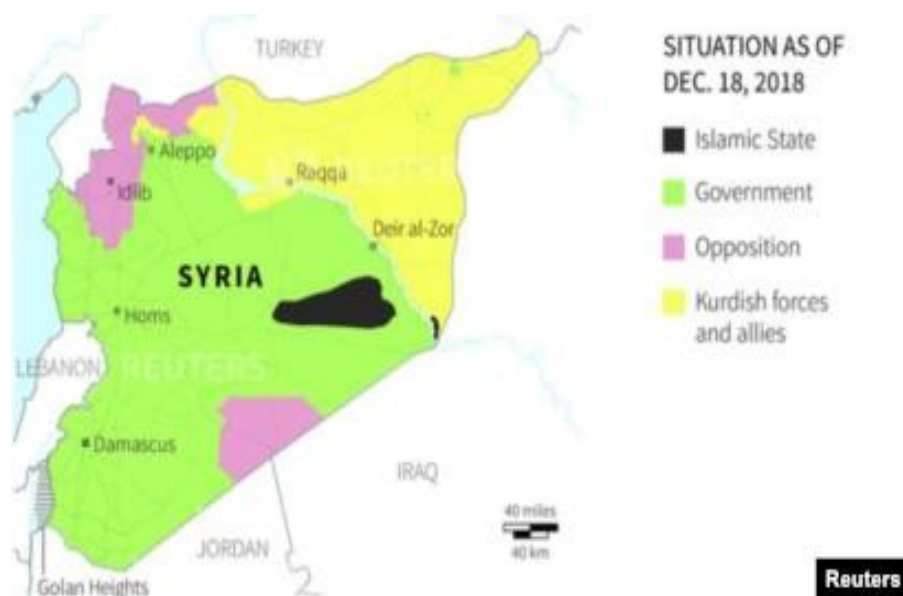 TURKEY
Aleppo
Idlib
Raqqa
Deir al-Zor
SYRIA
Homs
LEBANON
REUTERS
Damascus
IRAQ
JORDAN
Golan Heights
40 miles
40 km
SITUATION AS OF
DEC. 18, 2018
Islamic State
Government
Opposition
Kurdish forces
and allies
Reuters